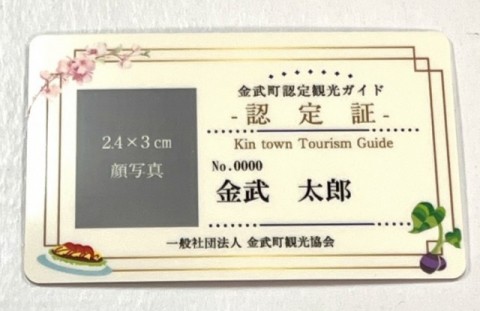 金武町認定観光ガイド
- 認 定 証 -
Kin town Tourism Guide
2.4×3㎝
顔写真
No.0000
金武 太郎
一般社団法人 金武町観光協会